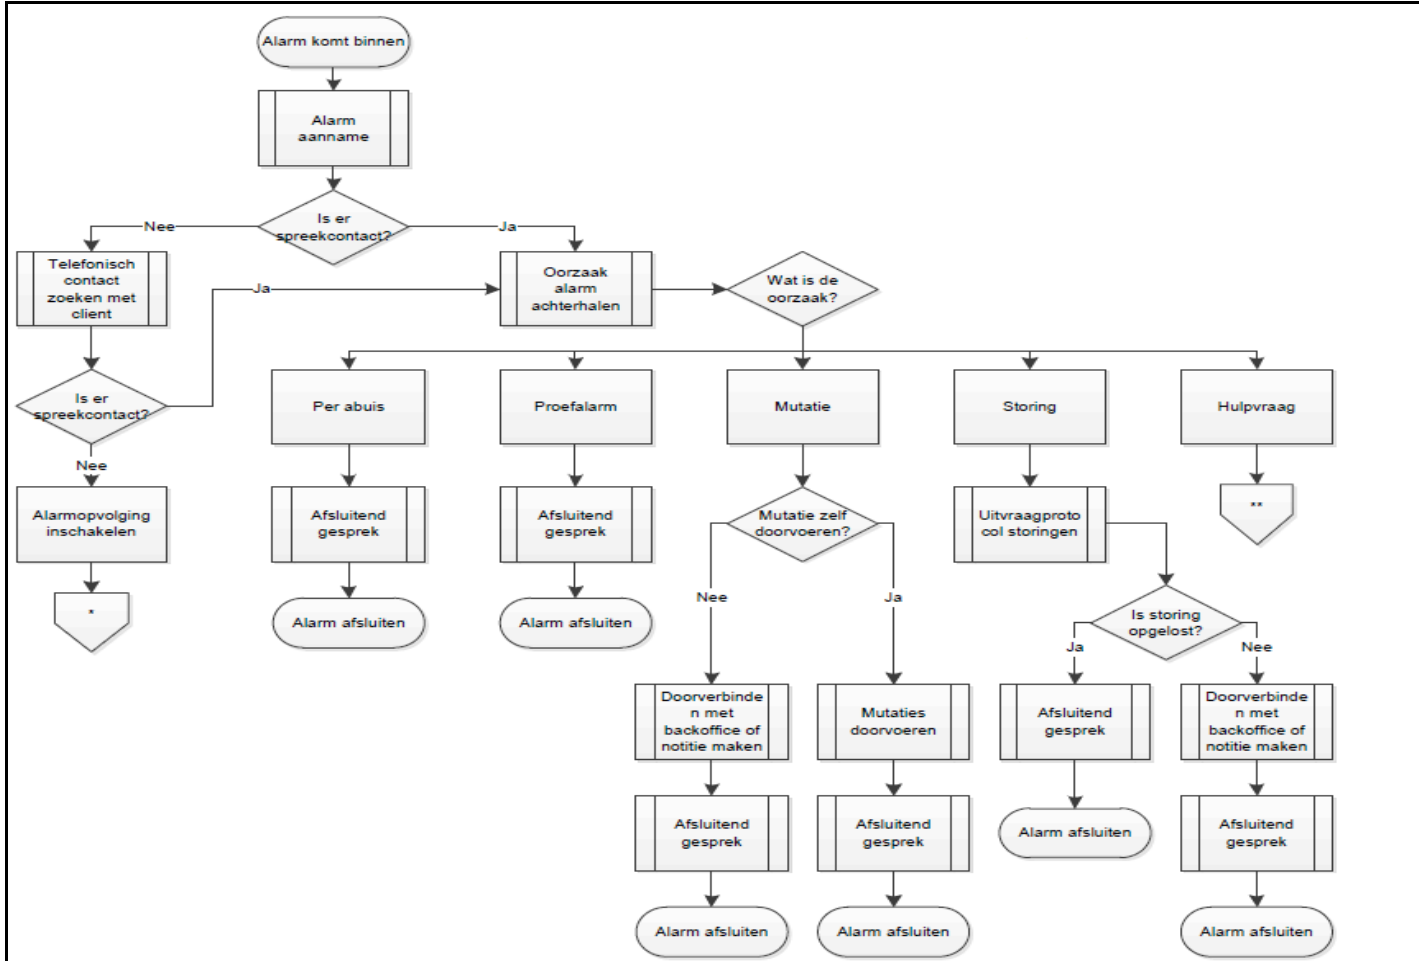 Alarm komt binnen
Alarm
aanname
Is er
spreekcontact?
Nee
Ja
Telefonisch
contact
zoeken met
client
Oorzaak
alarm
achterhalen
Wat is de
oorzaak?
Ja
Is er
spreekcontact?
Per abuis
Proefalarm
Mutatie
Storing
Hulpvraag
Nee
Alarmopvolging
inschakelen
Afsluitend
gesprek
Afsluitend
gesprek
Mutatie zelf
doorvoeren?
Uitvraagproto
col storingen
**
*
Alarm afsluiten
Alarm afsluiten
Nee
Ja
Is storing
opgelost?
Ja
Nee
Doorverbinde
n met
backoffice of
notitie maken
Mutaties
doorvoeren
Afsluitend
gesprek
Doorverbinde
n met
backoffice of
notitie maken
Afsluitend
gesprek
Afsluitend
gesprek
Alarm afsluiten
Afsluitend
gesprek
Alarm afsluiten
Alarm afsluiten
Alarm afsluiten